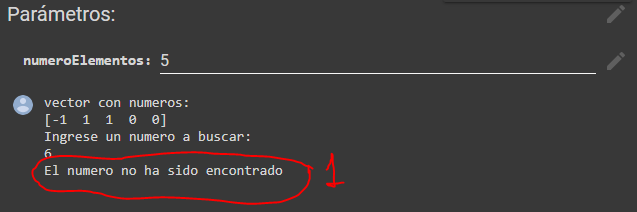 Parámetros:
numeroElementos: 5
vector con numeros:
[-1 1 1 0 0]
Ingrese un numero a buscar:
6
El numero no ha sido encontrado 1